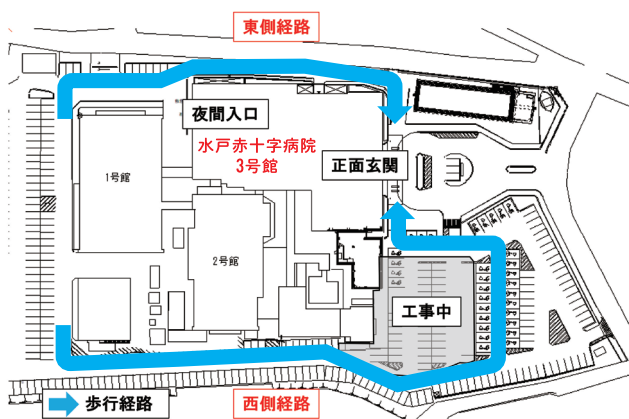 東側経路
夜間入口
水戸赤十字病院
3号館
正面玄関
1号館
2号館
工事中
歩行経路
西側経路